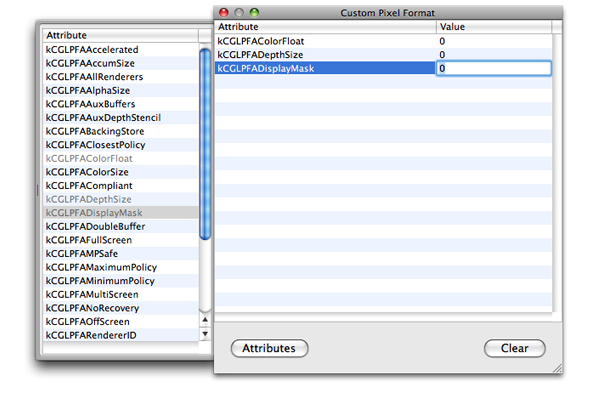 Attribute
kCGLPFAAccelerated
kCGLPFAAccumSize
kCGLPFAAllRenderers
kCGLPFAAlphaSize
kCGLPFAAuxBuffers
kCGLPFAAuxDepthStencil
kCGLPFABackingStore
kCGLPFAClosestPolicy
kCGLPFAColorFloat
kCGLPFAColorSize
kCGLPFACompliant
kCGLPFADepthSize
kCGLPFADisplayMask
kCGLPFADoubleBuffer
kCGLPFAFullScreen
kCGLPFAMPSafe
kCGLPFAMaximumPolicy
kCGLPFAMinimumPolicy
kCGLPFAMultiScreen
kCGLPFANoRecovery
kCGLPFAOffScreen
kCGLPFARendererID
Custom Pixel Format
Attribute Value
kCGLPFAColorFloat 0
kCGLPFADepthSize 0
kCGLPFADisplayMask 0
Attributes Clear